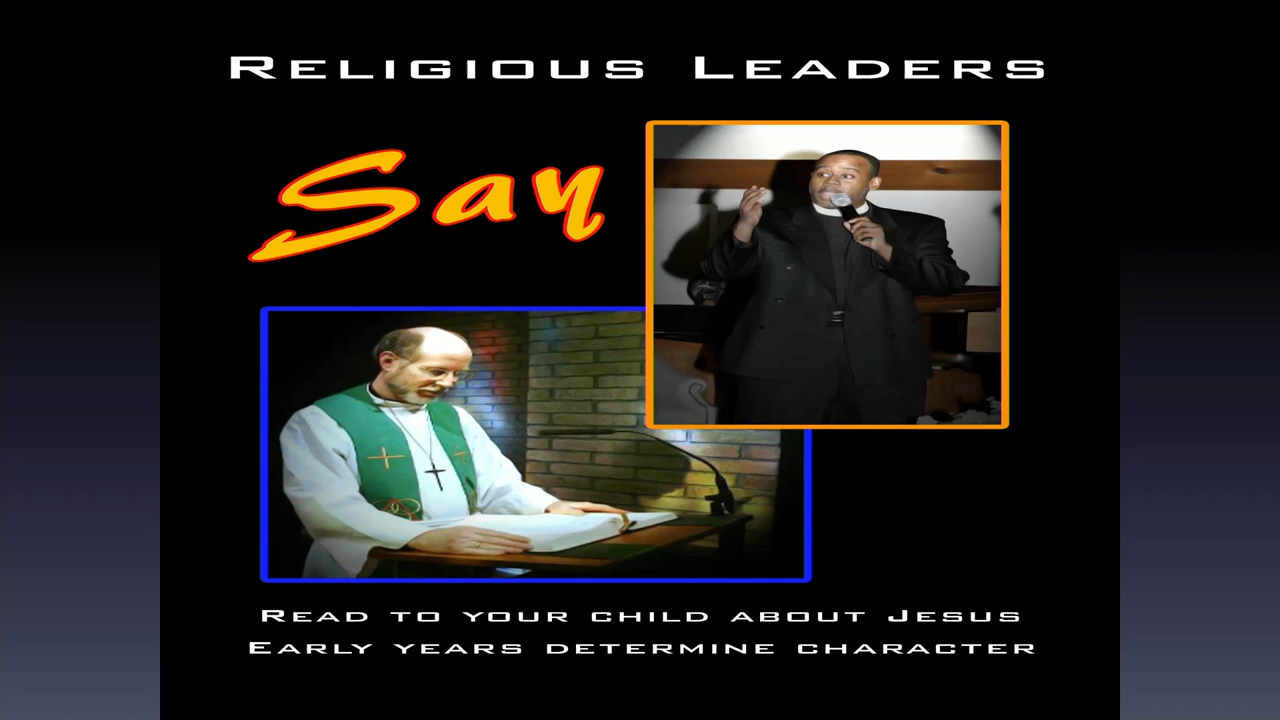 Religious Leaders
Say
Read to your child about Jesus
Early years determine character